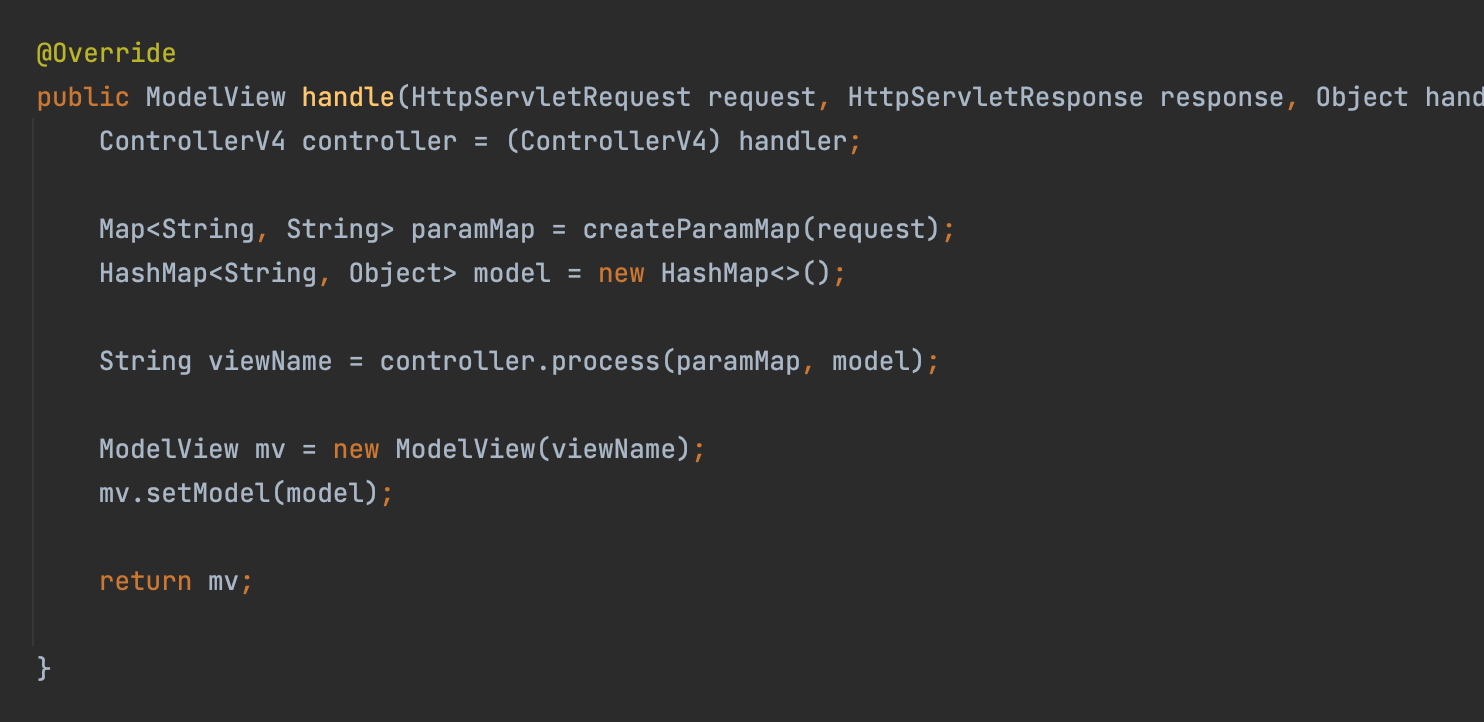 @Override
public ModelView handle(HttpServletRequest request, HttpServletResponse response, Object hand
ControllerV4 controller = (ControllerV4) handler;
Map<String, String> paramMap = createParamMap(request);
HashMap<String, Object> model = new HashMap<>();
String viewName = controller.process(paramMap, model);
ModelView mv = new ModelView(viewName);
mv.setModel(model);
return mv;
}